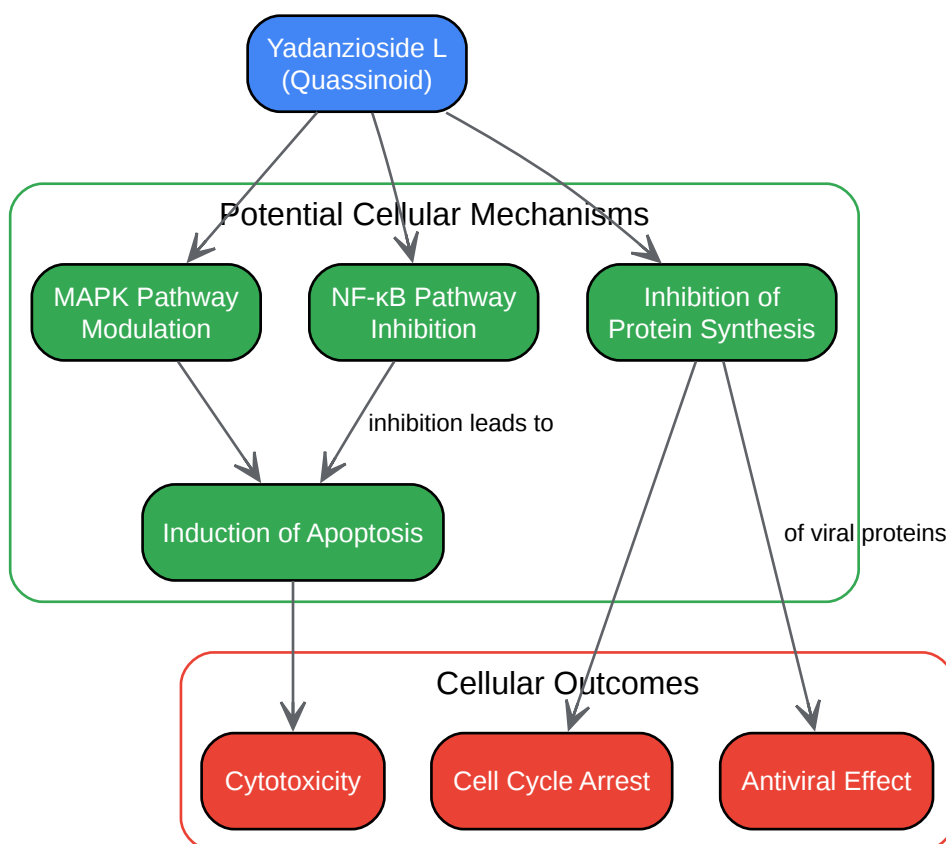 Yadanzioside L
(Quassinoid)
Potential Cellular Mechanisms
MAPK Pathway
Modulation
NF-κB Pathway
Inhibition
Inhibition of
Protein Synthesis
inhibition leads to
Induction of Apoptosis
of viral proteins
Cellular Outcomes
Cytotoxicity
Cell Cycle Arrest
Antiviral Effect